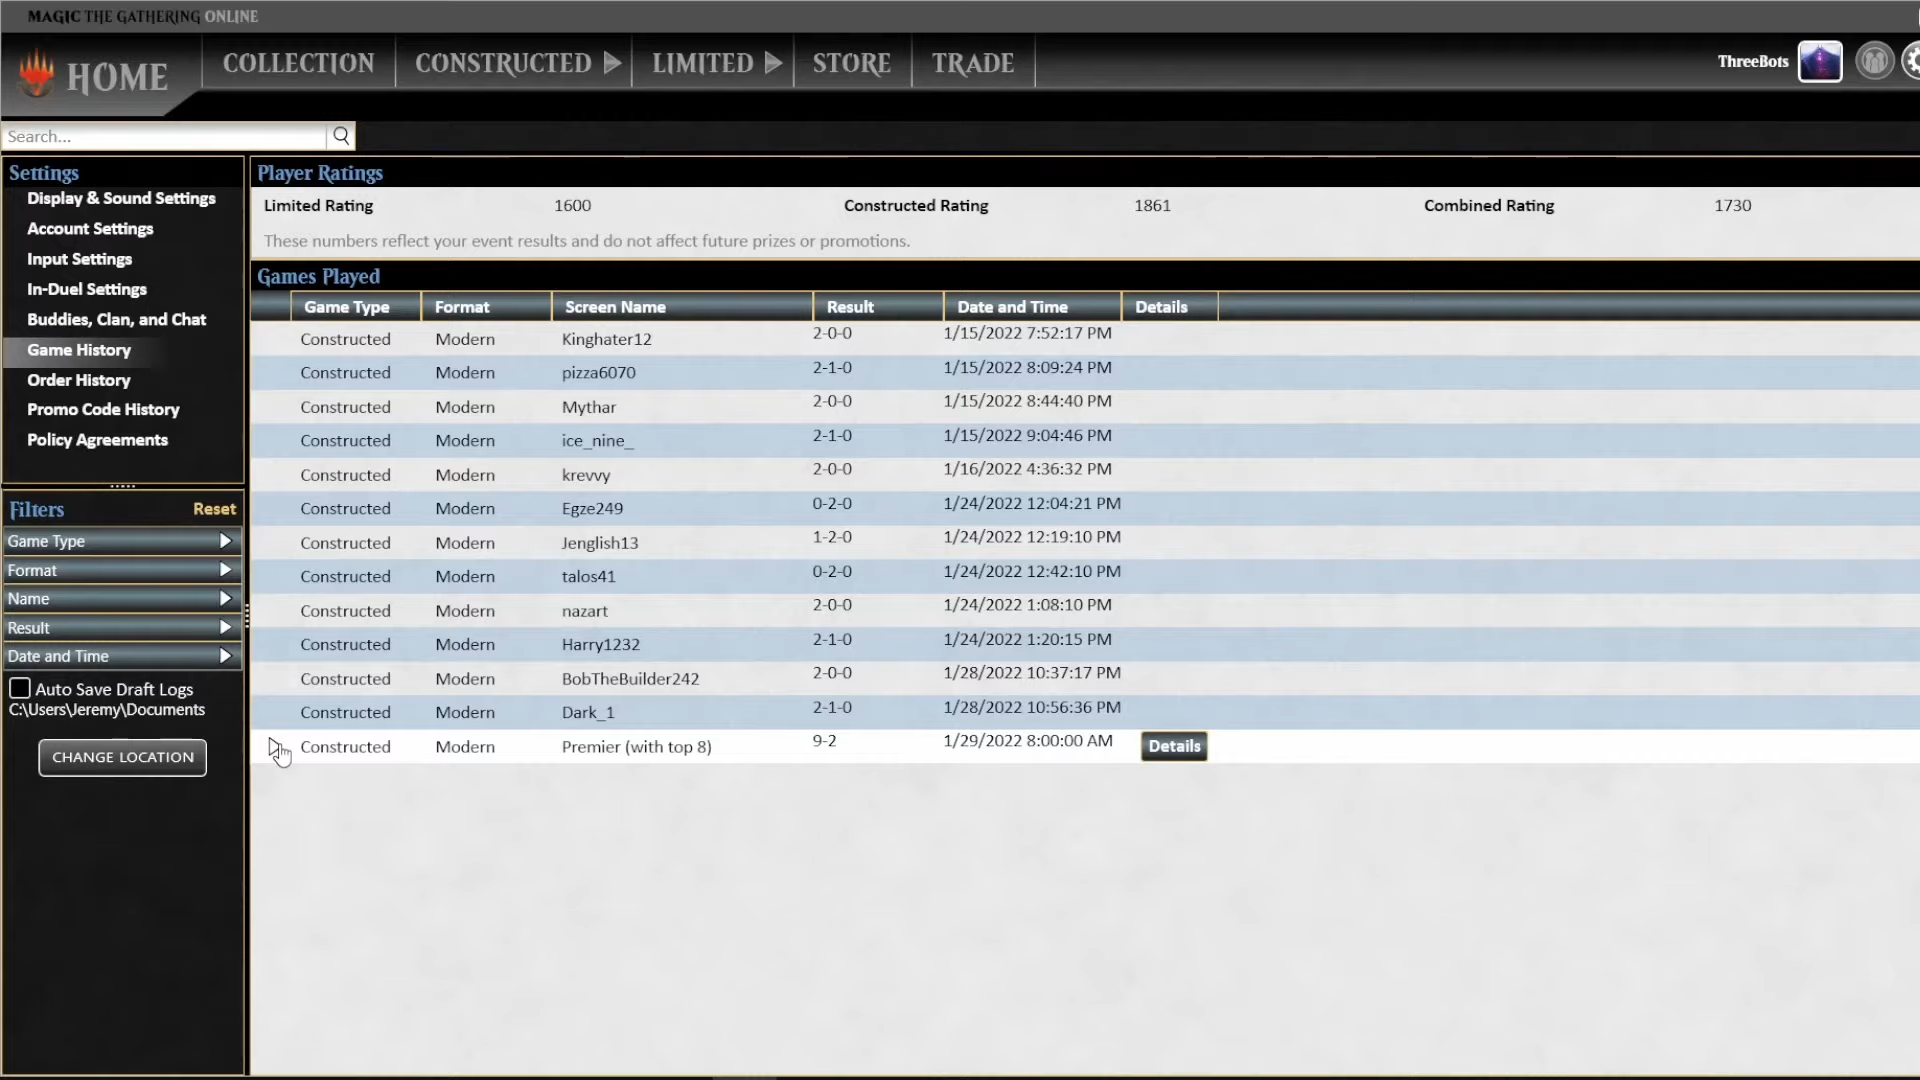 MAGIC THE GATHERING ONLINE
HOME COLLECTION CONSTRUCTED LIMITED STORE TRADE ThreeBots
Search...
Settings
Display & Sound Settings
Account Settings
Input Settings
In-Duel Settings
Buddies, Clan, and Chat
Game History
Order History
Promo Code History
Policy Agreements
Filters Reset
Game Type
Format
Name
Result
Date and Time
Auto Save Draft Logs
C:\Users\Jeremy\Documents
CHANGE LOCATION
Player Ratings
Limited Rating 1600 Constructed Rating 1861 Combined Rating 1730
These numbers reflect your event results and do not affect future prizes or promotions.
Games Played
Game Type Format Screen Name Result Date and Time Details
Constructed Modern Kinghater12 2-0-0 1/15/2022 7:52:17 PM
Constructed Modern pizza6070 2-1-0 1/15/2022 8:09:24 PM
Constructed Modern Mythar 2-0-0 1/15/2022 8:44:40 PM
Constructed Modern ice_nine_ 2-1-0 1/15/2022 9:04:46 PM
Constructed Modern krevvy 2-0-0 1/16/2022 4:36:32 PM
Constructed Modern Egze249 0-2-0 1/24/2022 12:04:21 PM
Constructed Modern Jenglish13 1-2-0 1/24/2022 12:19:10 PM
Constructed Modern talos41 0-2-0 1/24/2022 12:42:10 PM
Constructed Modern nazart 2-0-0 1/24/2022 1:08:10 PM
Constructed Modern Harry1232 2-1-0 1/24/2022 1:20:15 PM
Constructed Modern BobTheBuilder242 2-0-0 1/28/2022 10:37:17 PM
Constructed Modern Dark_1 2-1-0 1/28/2022 10:56:36 PM
Constructed Modern Premier (with top 8) 9-2 1/29/2022 8:00:00 AM Details